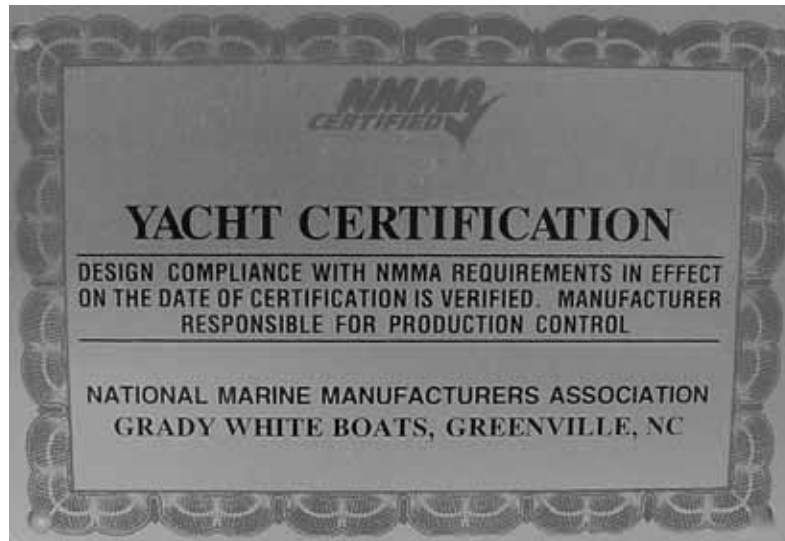 NMMA
CERTIFIED
YACHT CERTIFICATION
DESIGN COMPLIANCE WITH NMMA REQUIREMENTS IN EFFECT
ON THE DATE OF CERTIFICATION IS VERIFIED. MANUFACTURER
RESPONSIBLE FOR PRODUCTION CONTROL
NATIONAL MARINE MANUFACTURERS ASSOCIATION
GRADY WHITE BOATS, GREENVILLE, NC